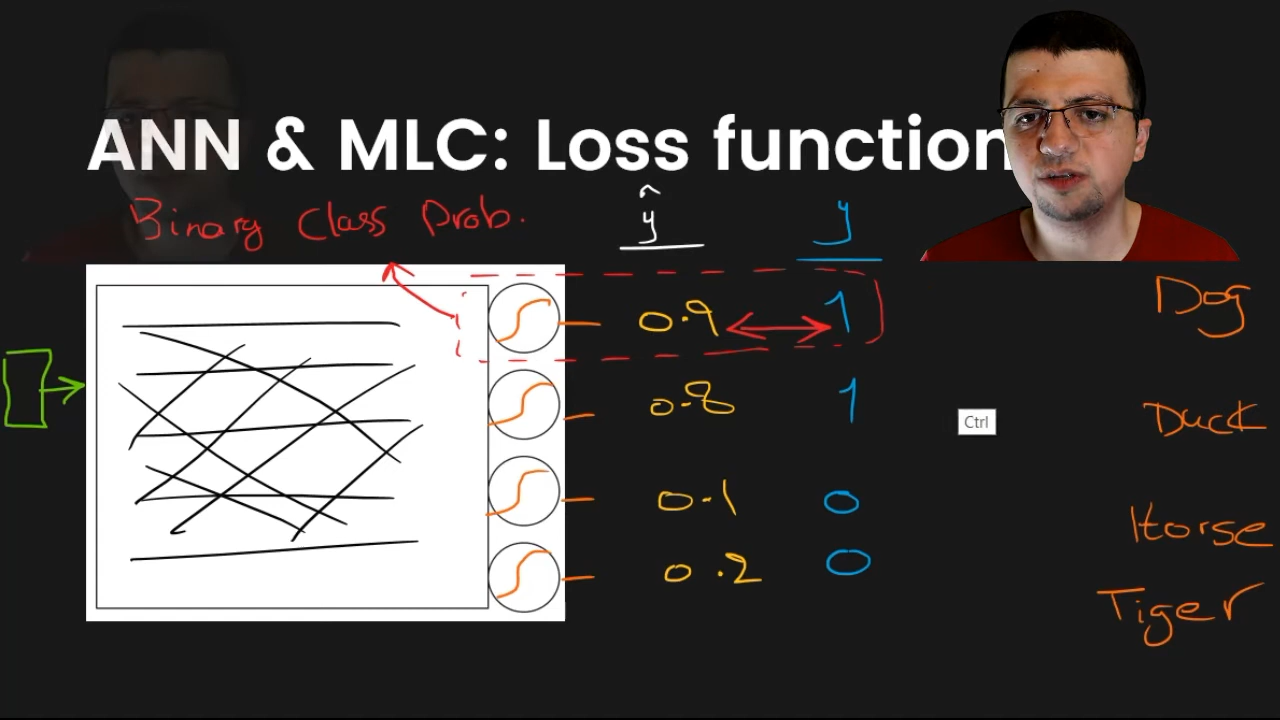 ANN & MLC: Loss function
Binary Class Prob.
ŷ y
0.9 1 Dog
0.8 1 Duck
Ctrl
0.1 0 Horse
0.2 0 Tiger